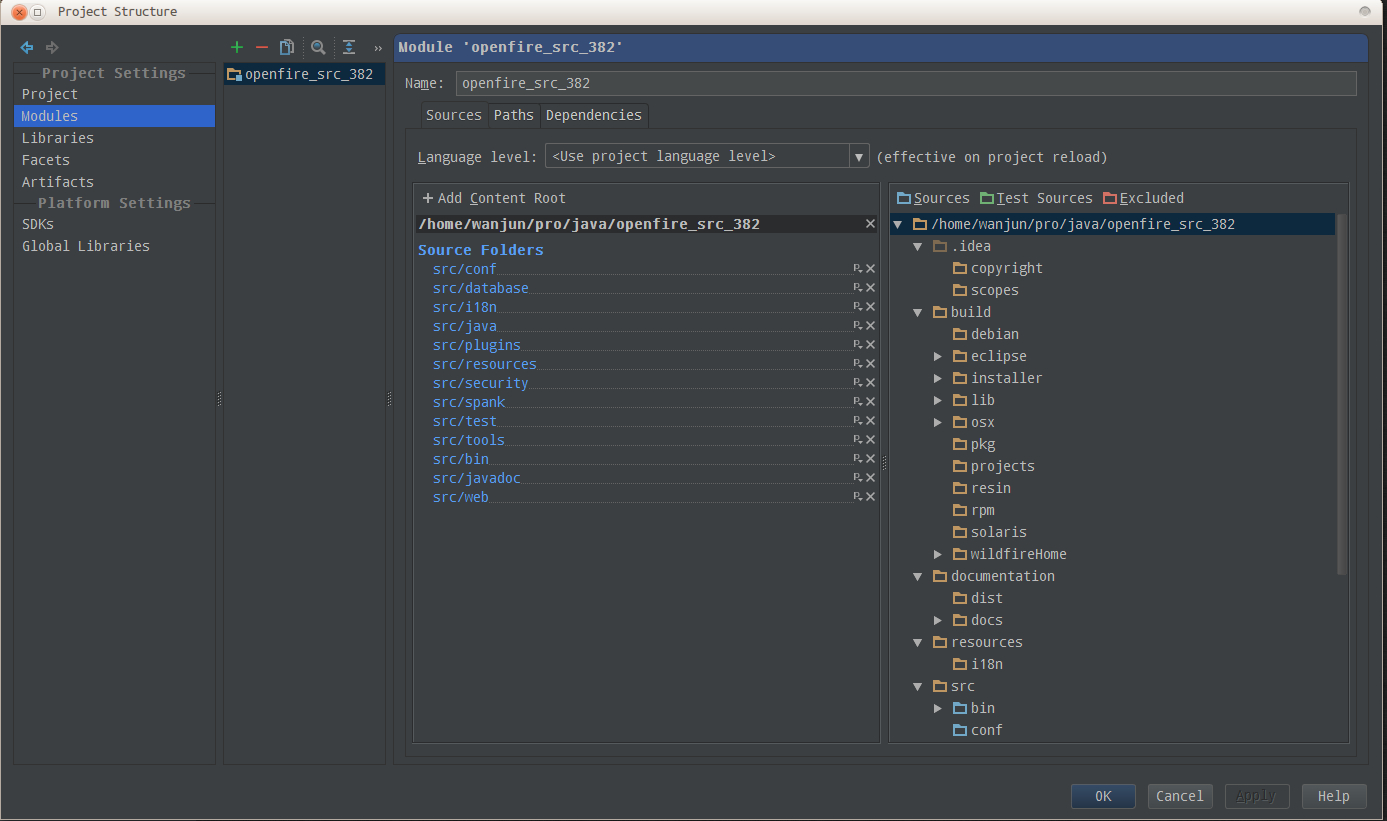 Project Structure
Project Settings
Project
Modules
Libraries
Facets
Artifacts
Platform Settings
SDKs
Global Libraries
openfire_src_382
Module 'openfire_src_382'
Name: openfire_src_382
Sources Paths Dependencies
Language level: <Use project language level> (effective on project reload)
Add Content Root
/home/wanjun/pro/java/openfire_src_382
Source Folders
src/conf
src/database
src/i18n
src/java
src/plugins
src/resources
src/security
src/spank
src/test
src/tools
src/bin
src/javadoc
src/web
Sources Test Sources Excluded
/home/wanjun/pro/java/openfire_src_382
.idea
copyright
scopes
build
debian
eclipse
installer
lib
osx
pkg
projects
resin
rpm
solaris
wildfireHome
documentation
dist
docs
resources
i18n
src
bin
conf
OK Cancel Apply Help